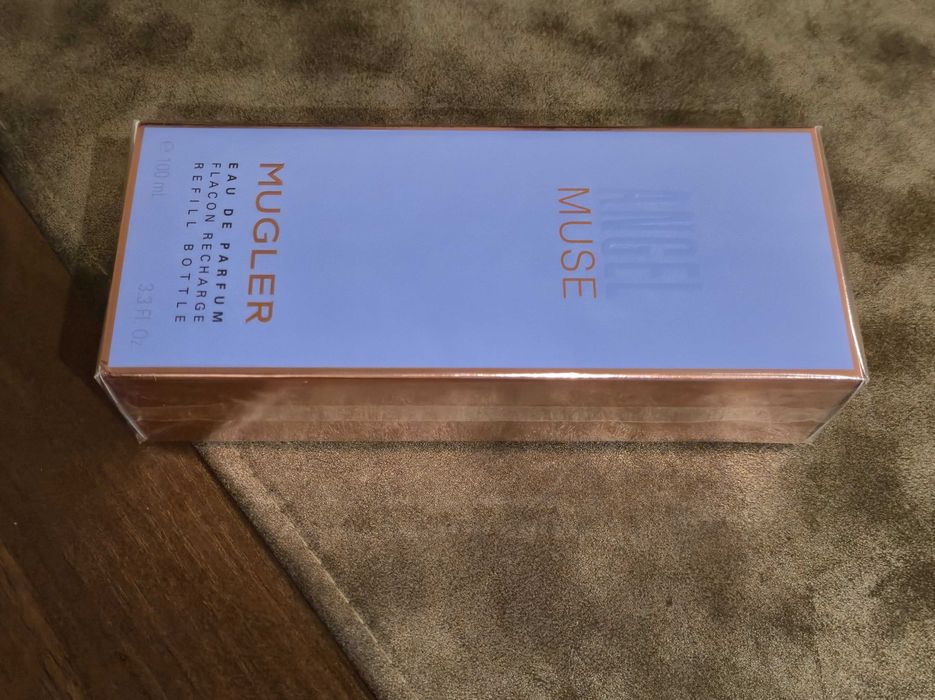 ANGEL
MUSE
MUGLER
EAU DE PARFUM
FLACON RECHARGE
REFILL BOTTLE
℮ 100 mL 3.3 Fl. Oz